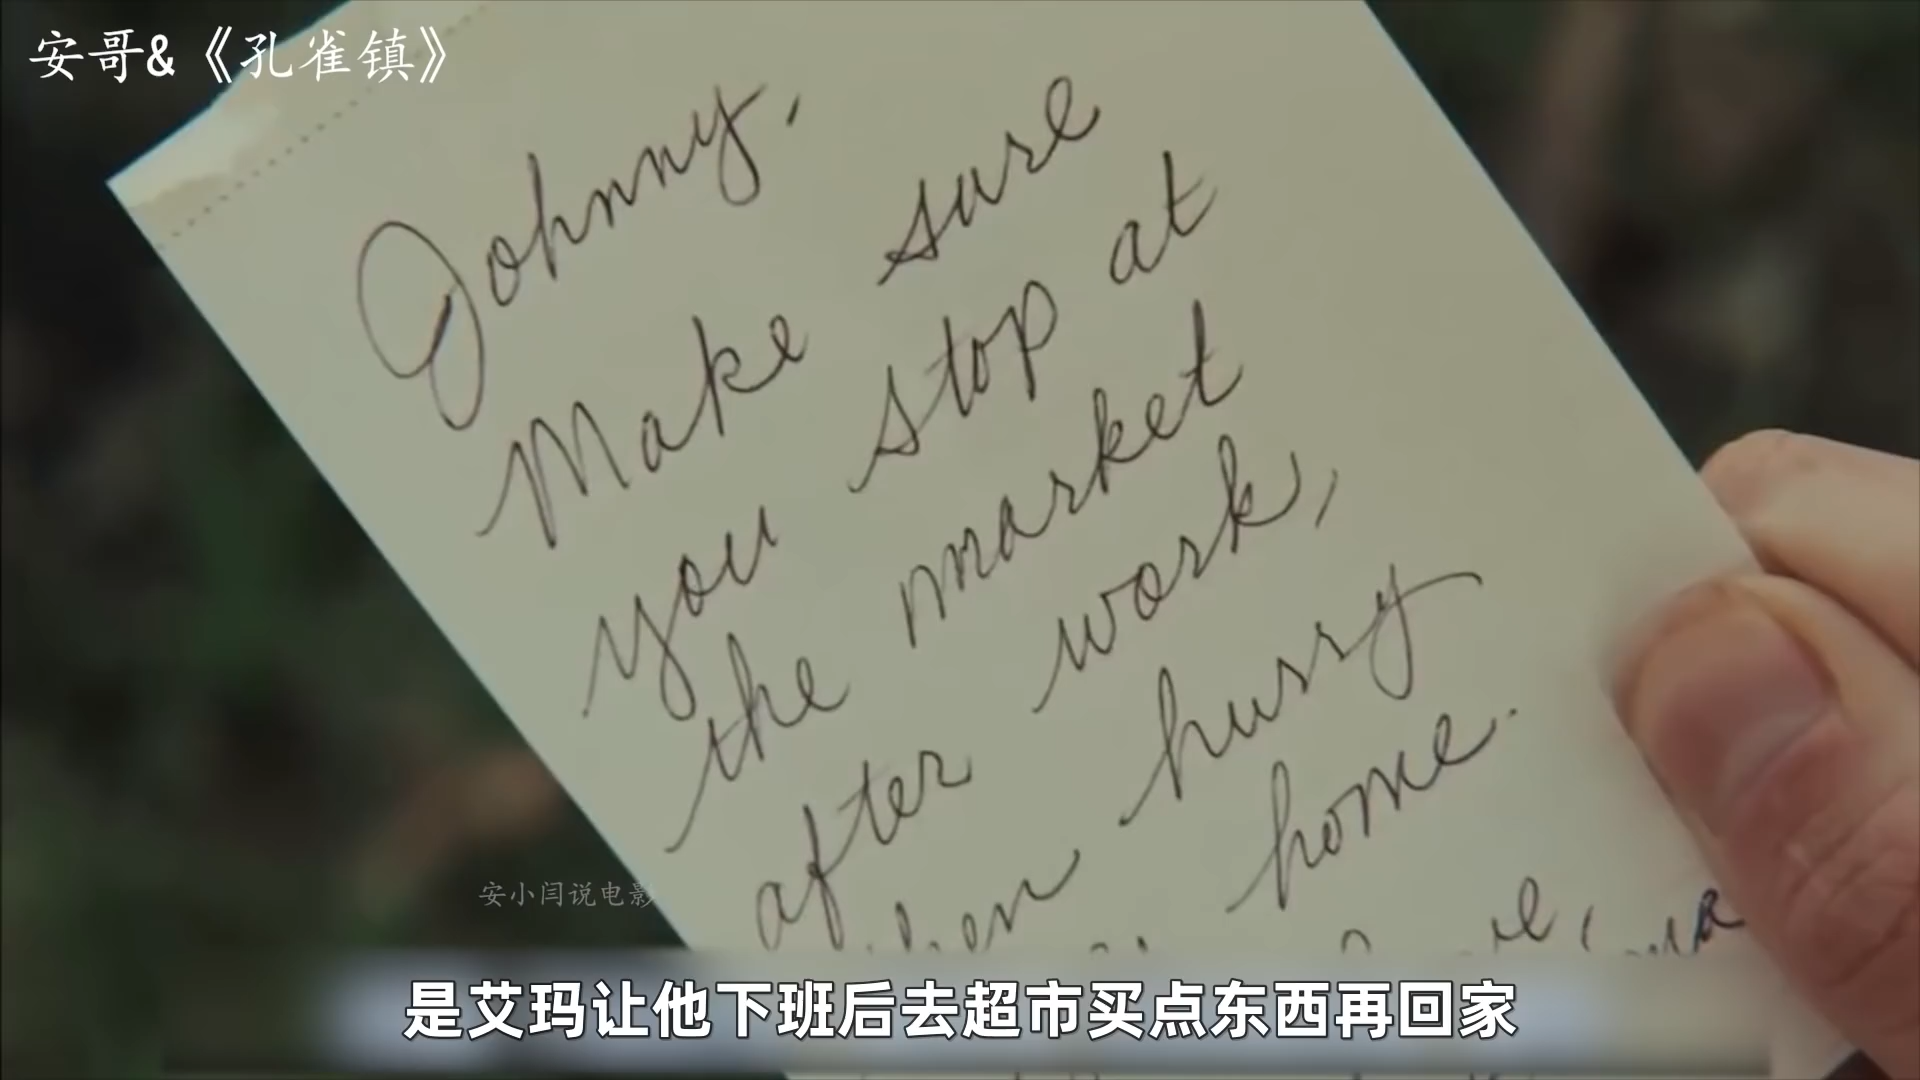 安哥&《孔雀镇》
Johnny,
Make sure
you stop at
the market
after work,
then hurry
home.
安小闫说电影
是艾玛让他下班后去超市买点东西再回家